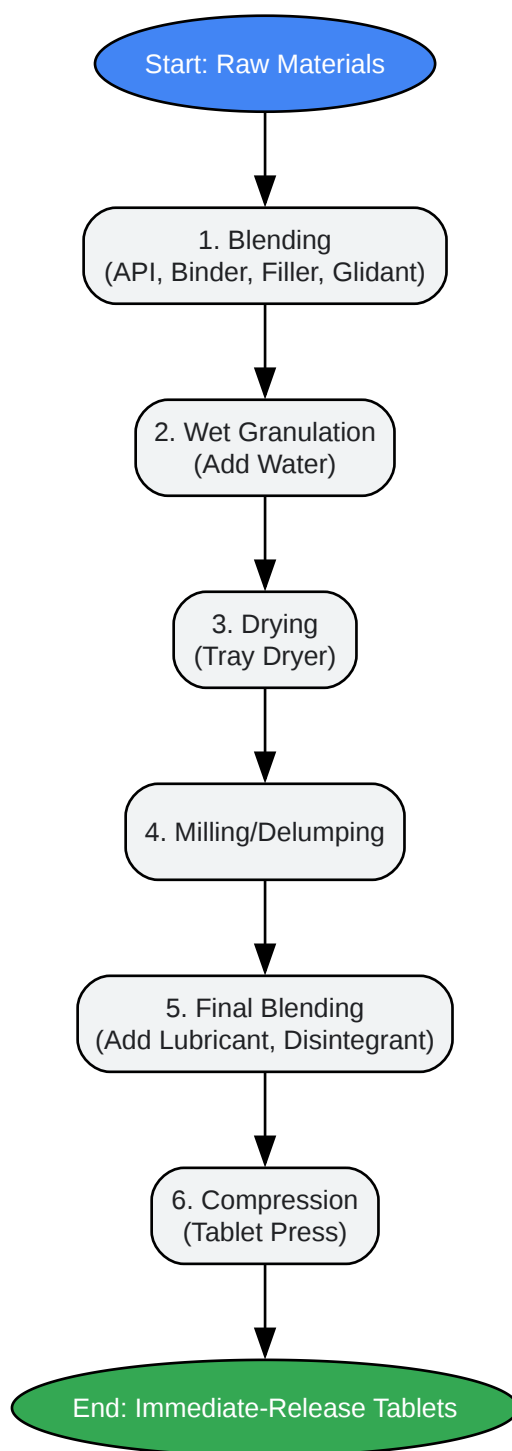 Start: Raw Materials
1. Blending
(API, Binder, Filler, Glidant)
2. Wet Granulation
(Add Water)
3. Drying
(Tray Dryer)
4. Milling/Delumping
5. Final Blending
(Add Lubricant, Disintegrant)
6. Compression
(Tablet Press)
End: Immediate-Release Tablets